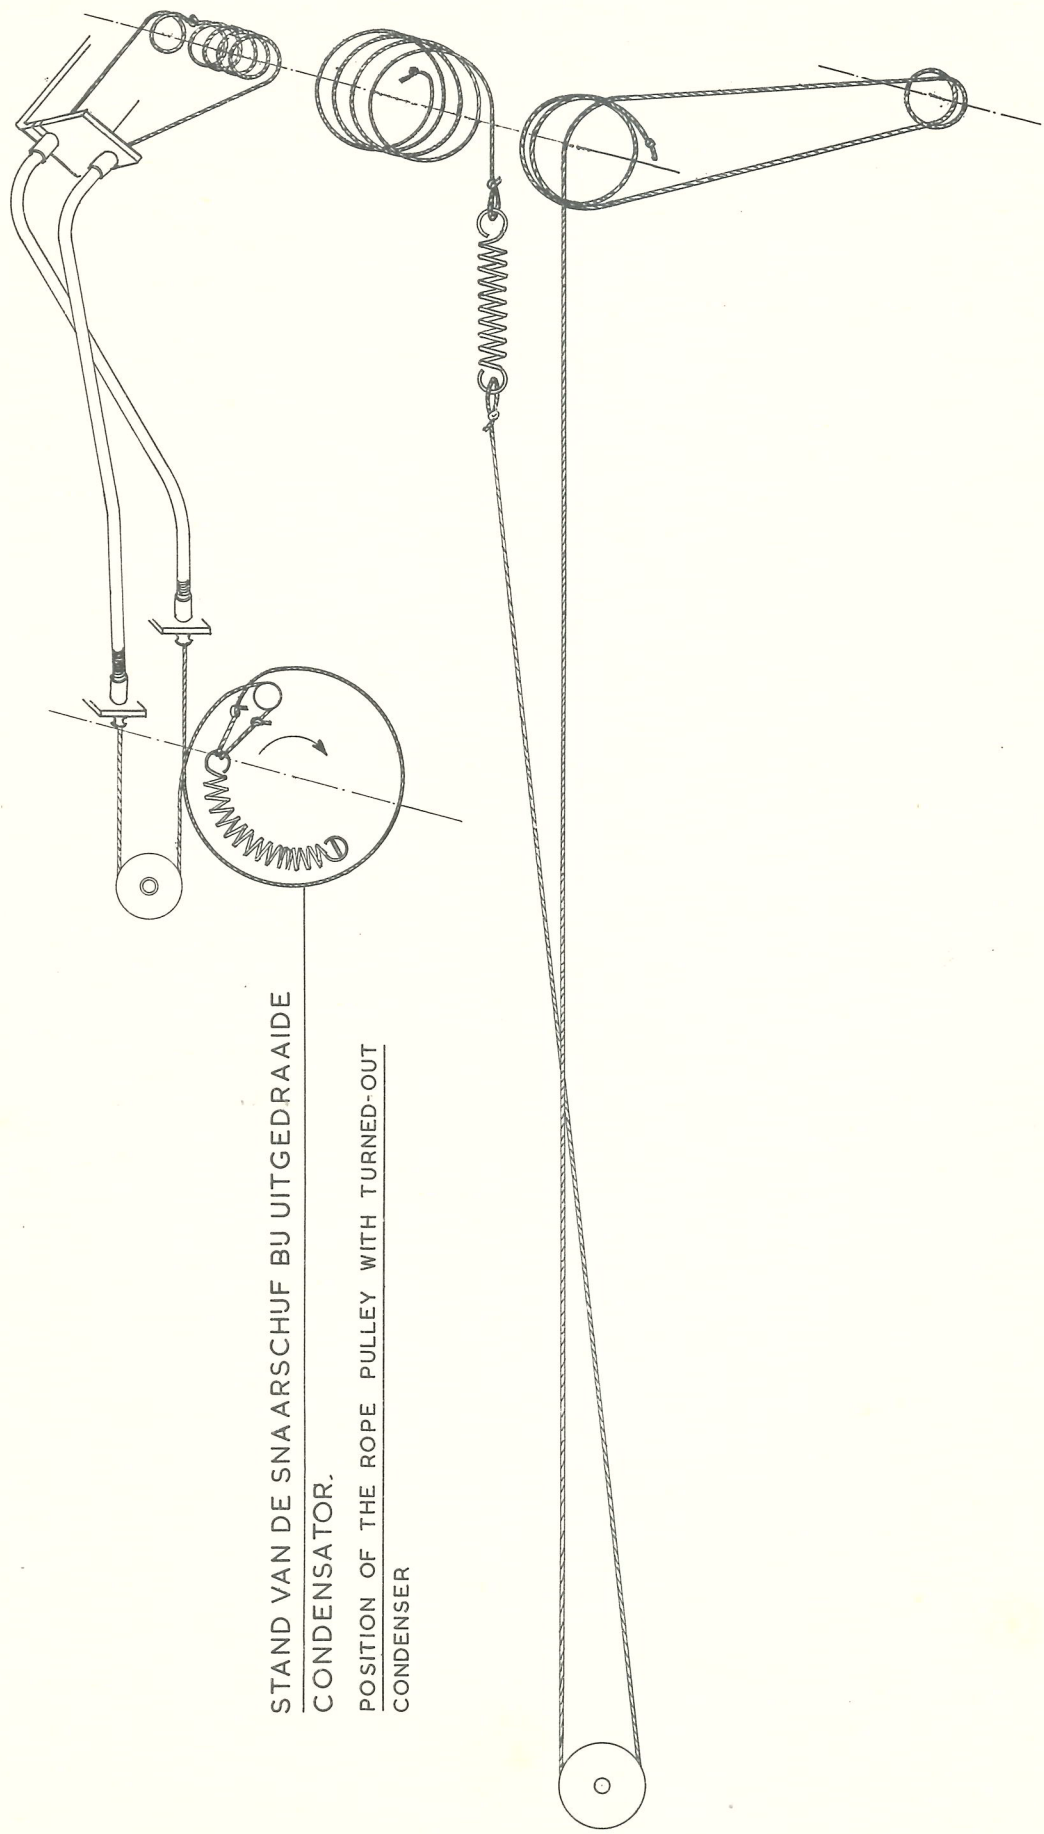 STAND VAN DE SNAARSCHIJF BIJ UITGEDRAAIDE
CONDENSATOR.
POSITION OF THE ROPE PULLEY WITH TURNED-OUT
CONDENSER